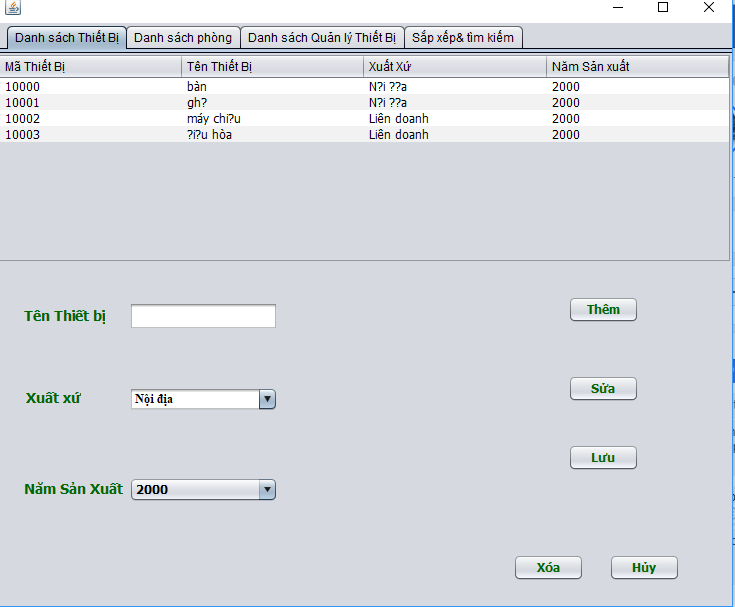 Danh sách Thiết Bị Danh sách phòng Danh sách Quản lý Thiết Bị Sắp xếp& tìm kiếm
Mã Thiết Bị Tên Thiết Bị Xuất Xứ Năm Sản xuất
10000 bàn N?i ??a 2000
10001 gh? N?i ??a 2000
10002 máy chi?u Liên doanh 2000
10003 ?i?u hòa Liên doanh 2000
Tên Thiết bị Thêm
Xuất xứ Nội địa Sửa
Lưu
Năm Sản Xuất 2000
Xóa Hủy